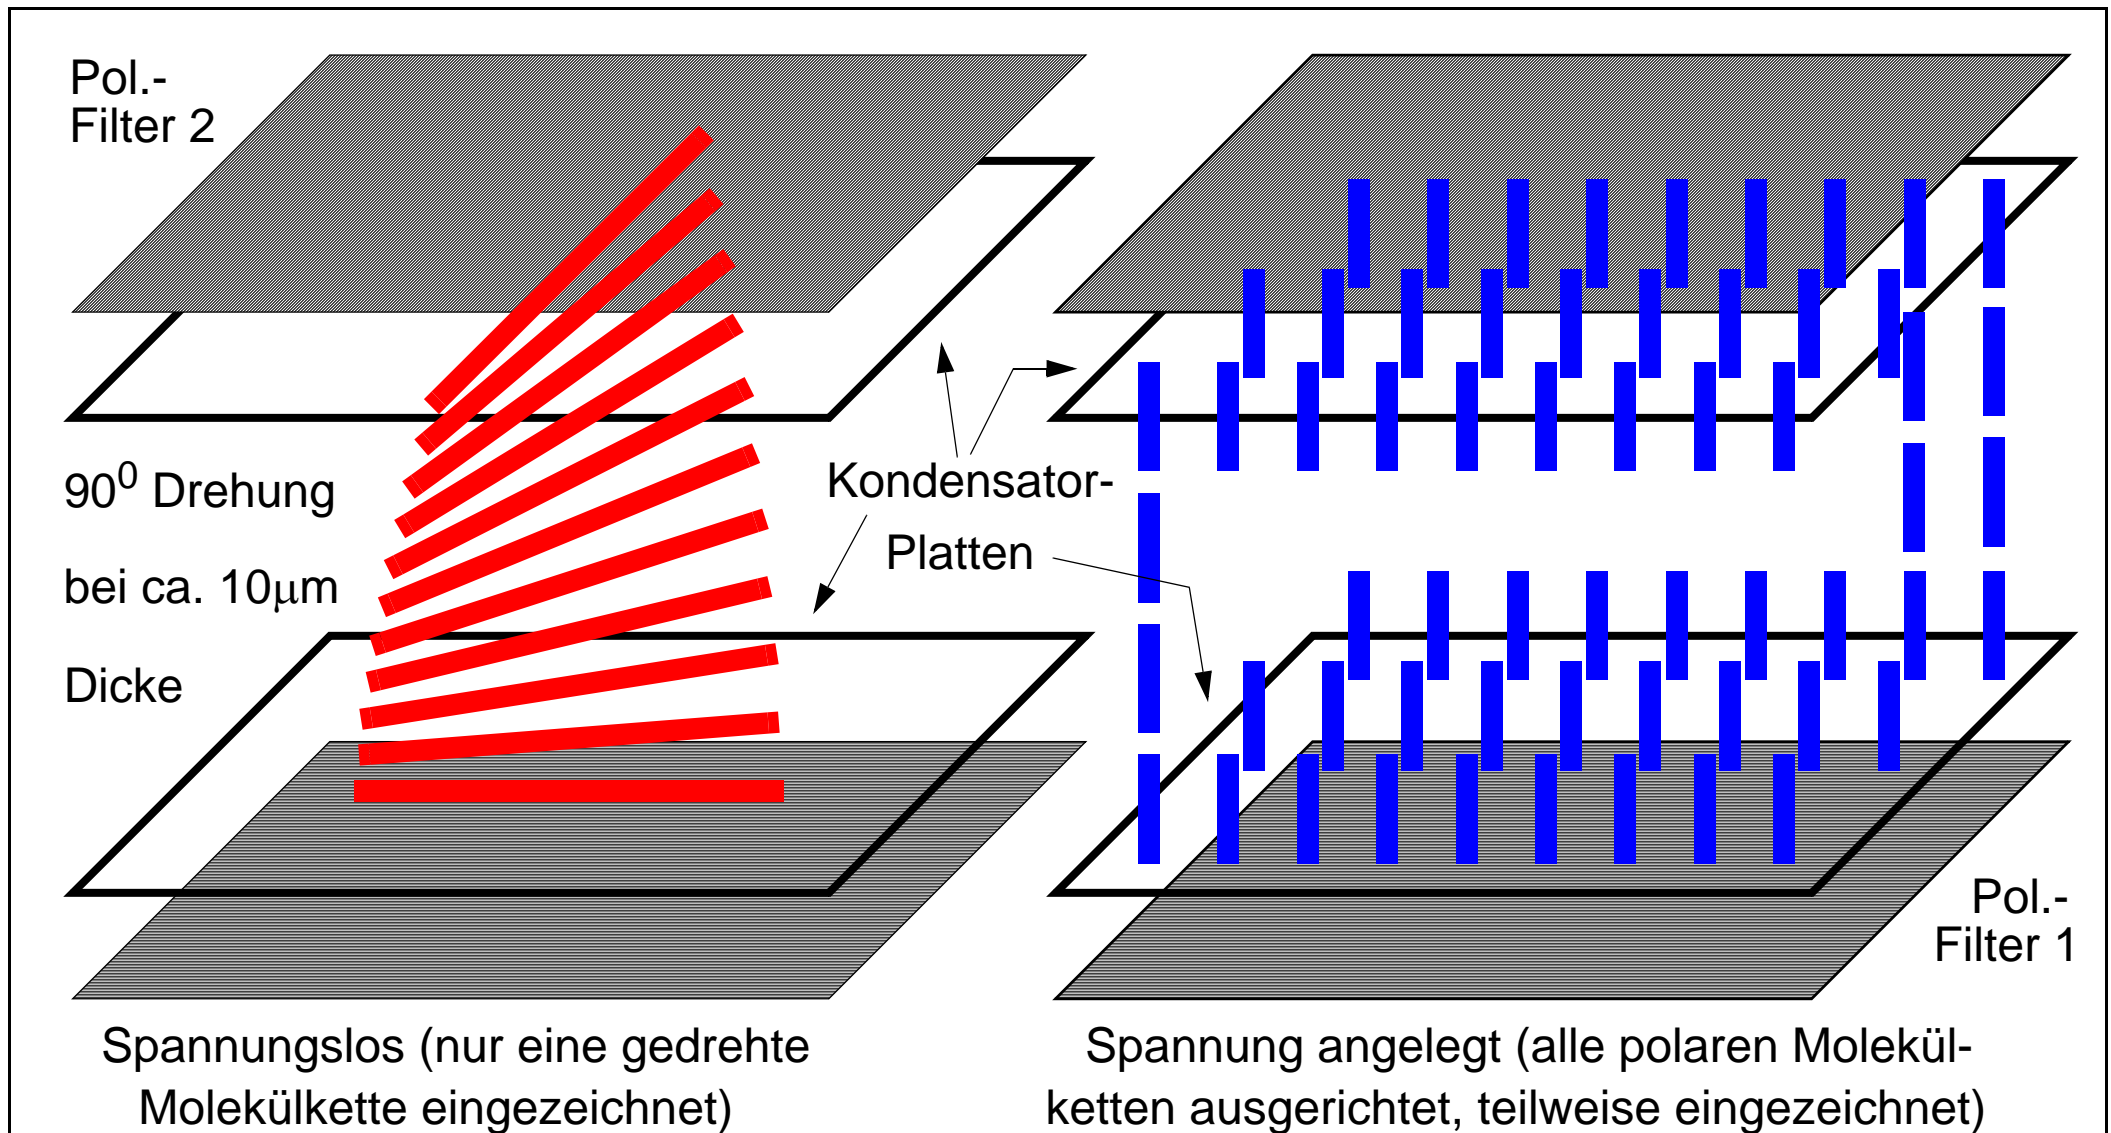 Pol.-
Filter 2
90⁰ Drehung
bei ca. 10μm
Dicke
Kondensator-
Platten
Pol.-
Filter 1
Spannungslos (nur eine gedrehte
Molekülkette eingezeichnet)
Spannung angelegt (alle polaren Molekül-
ketten ausgerichtet, teilweise eingezeichnet)